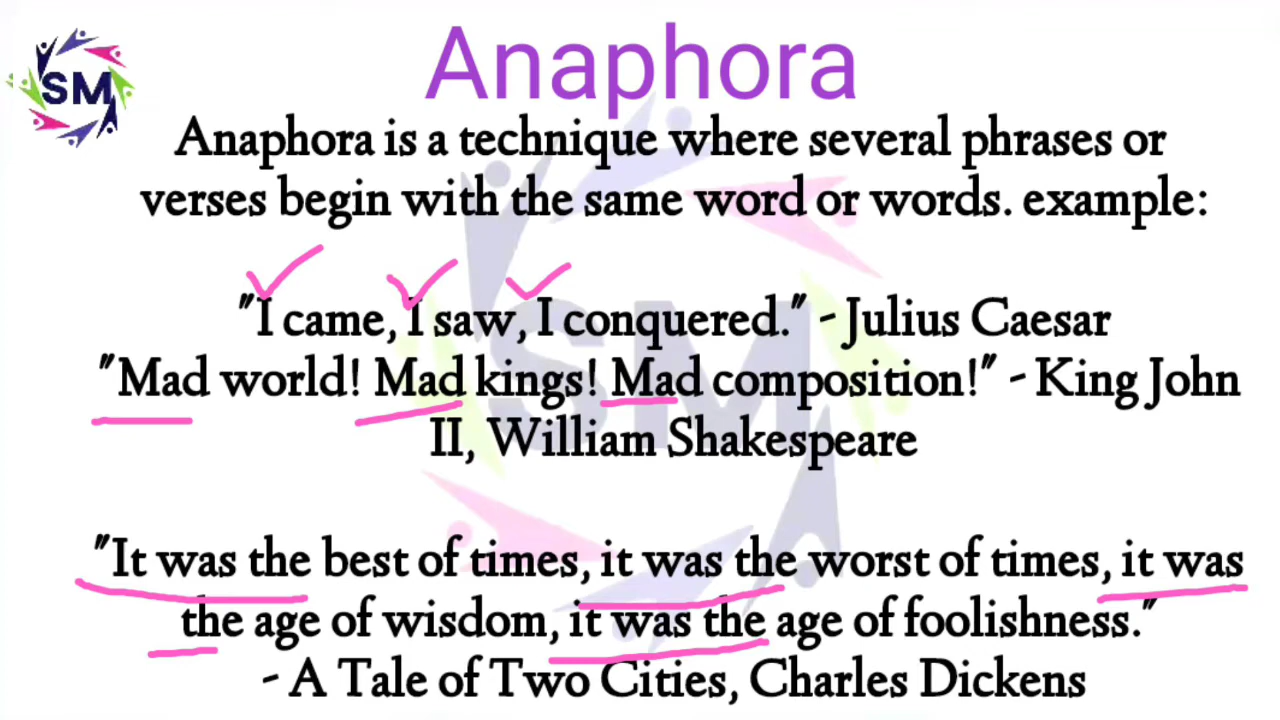 SM
Anaphora
Anaphora is a technique where several phrases or
verses begin with the same word or words. example:
"I came, I saw, I conquered." - Julius Caesar
"Mad world! Mad kings! Mad composition!" - King John
II, William Shakespeare
"It was the best of times, it was the worst of times, it was
the age of wisdom, it was the age of foolishness."
- A Tale of Two Cities, Charles Dickens
SM